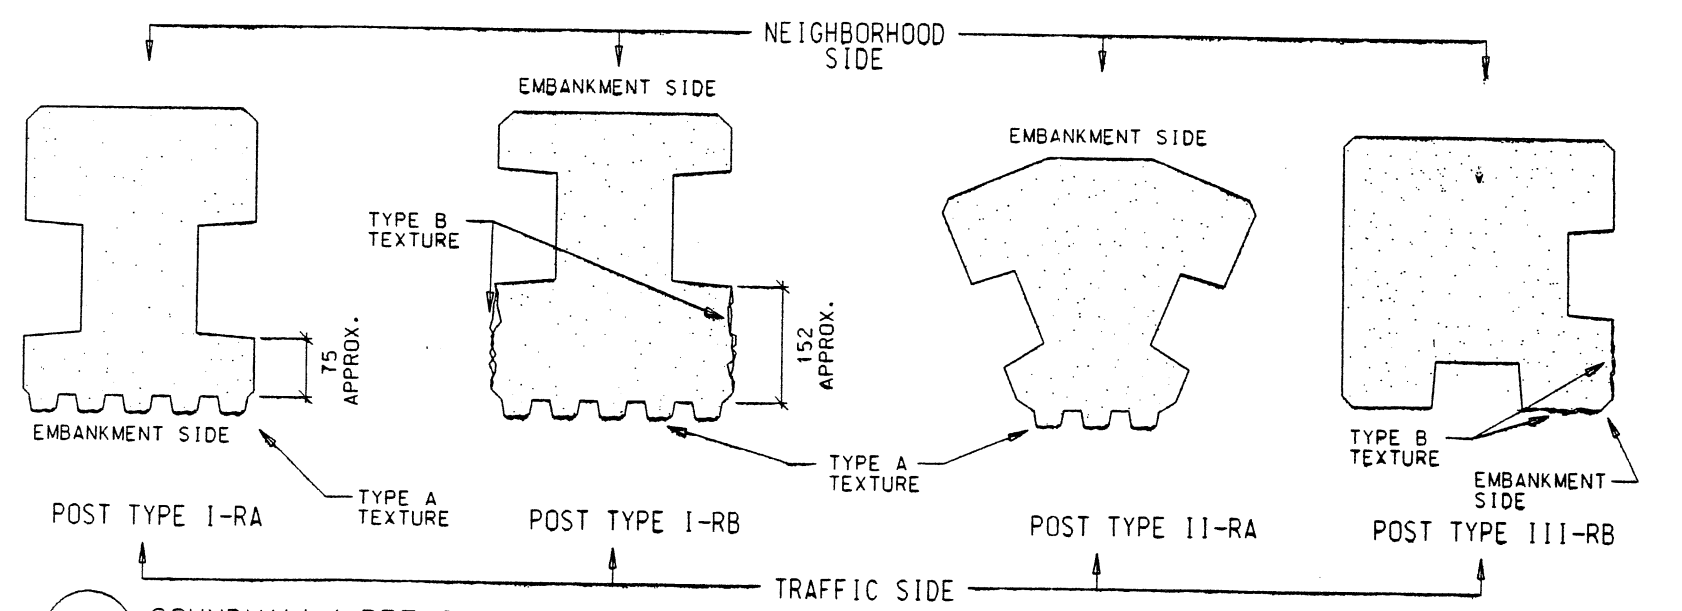 NEIGHBORHOOD
SIDE
EMBANKMENT SIDE
EMBANKMENT SIDE
TYPE B
TEXTURE
75
APPROX.
152
APPROX.
EMBANKMENT SIDE
TYPE A
TEXTURE
TYPE A
TEXTURE
TYPE B
TEXTURE
EMBANKMENT
SIDE
POST TYPE I-RA
POST TYPE I-RB
POST TYPE II-RA
POST TYPE III-RB
TRAFFIC SIDE